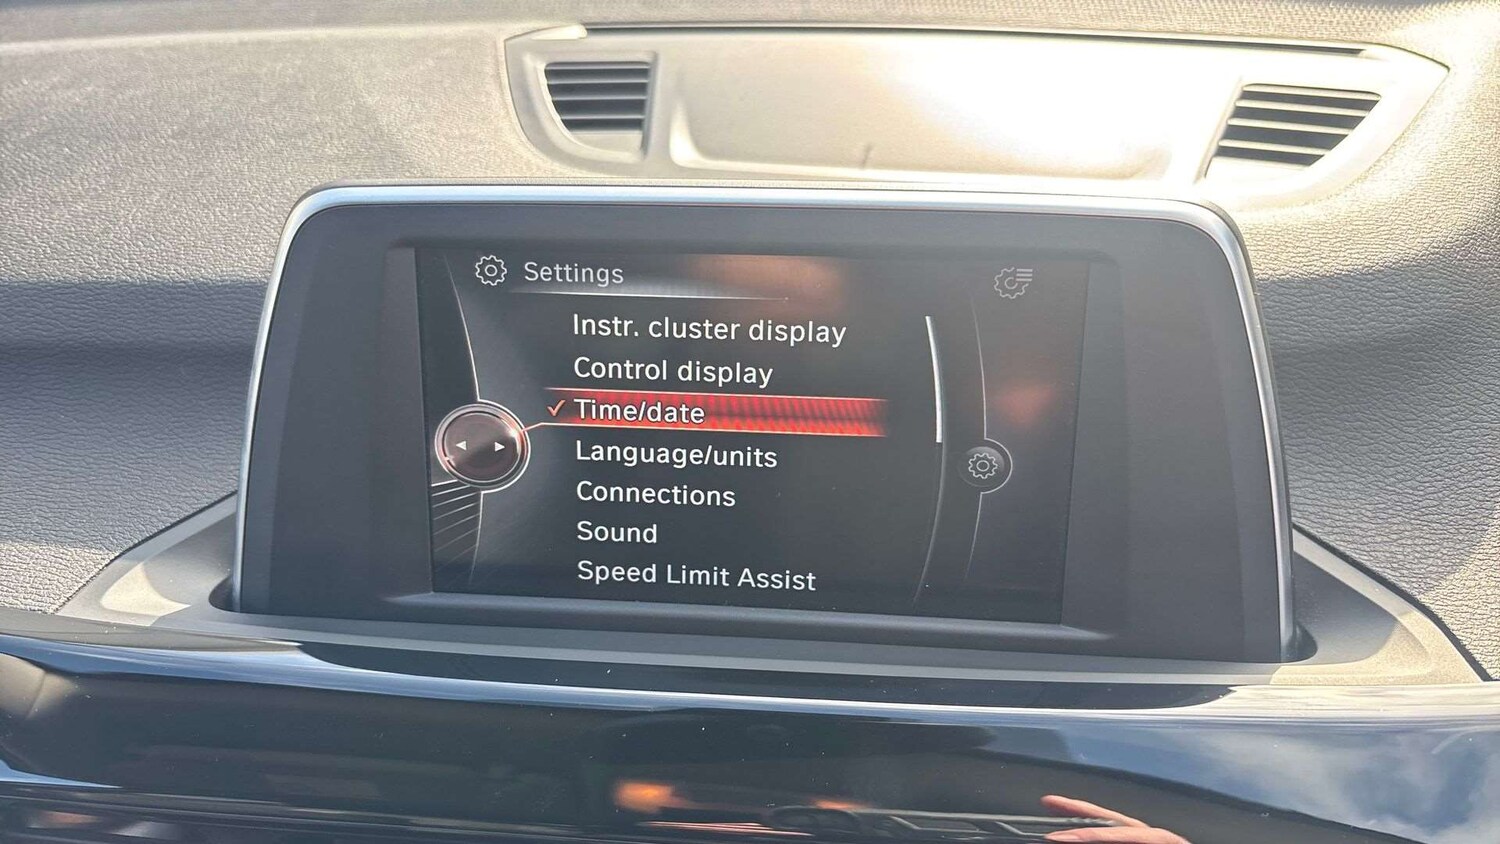 Settings
Instr. cluster display
Control display
Time/date
Language/units
Connections
Sound
Speed Limit Assist